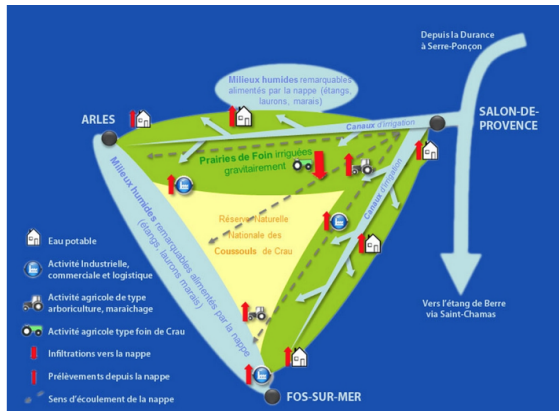 Depuis la Durance
à Serre-Ponçon
Milieux humides remarquables
alimentés par la nappe (étangs,
laurons, marais)
ARLES
SALON-DE-
PROVENCE
Canaux d'irrigation
Prairies de Foin irriguées
gravitairement
Canaux d'irrigation
Milieux humides remarquables alimentés par la nappe
(étangs, laurons marais)
Réserve Naturelle
Nationale des
Coussouls de Crau
Eau potable
Activité Industrielle,
commerciale et logistique
Activité agricole de type
arboriculture, maraîchage
Activité agricole type foin de Crau
Infiltrations vers la nappe
Prélèvements depuis la nappe
Sens d'écoulement de la nappe
Vers l'étang de Berre
via Saint-Chamas
FOS-SUR-MER